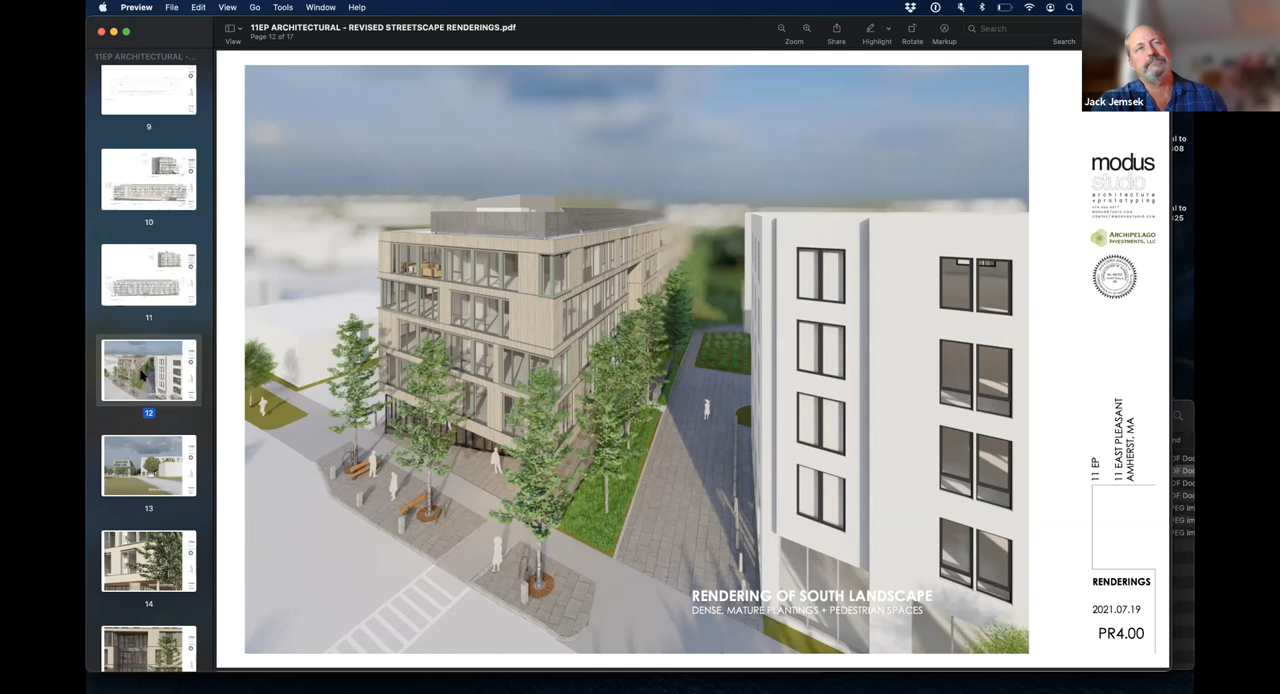 Preview File Edit View Go Tools Window Help
11EP ARCHITECTURAL - REVISED STREETSCAPE RENDERINGS.pdf
Page 12 of 17
View
Zoom
Share
Highlight
Rotate
Markup
Search
Search
11EP ARCHITECTURAL -...
9
10
11
12
13
14
Jack Jemsek
modus
studio
architecture
+prototyping
ARCHIPELAGO
INVESTMENTS, LLC
11 EP
11 EAST PLEASANT
AMHERST, MA
RENDERING OF SOUTH LANDSCAPE
DENSE, MATURE PLANTINGS + PEDESTRIAN SPACES
RENDERINGS
2021.07.19
PR4.00